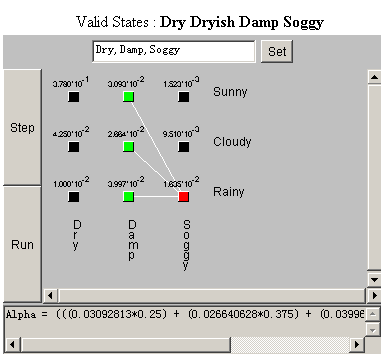 Valid States : Dry Dryish Damp Soggy
Dry,Damp,Soggy Set
3.780*10^-1 3.093*10^-2 1.523*10^-3 Sunny
Step
4.250*10^-2 2.664*10^-2 9.510*10^-3 Cloudy
1.000*10^-2 3.997*10^-2 1.635*10^-2 Rainy
Run
Dry Damp Soggy
Alpha = (((0.03092813*0.25) + (0.026640628*0.375) + (0.03996